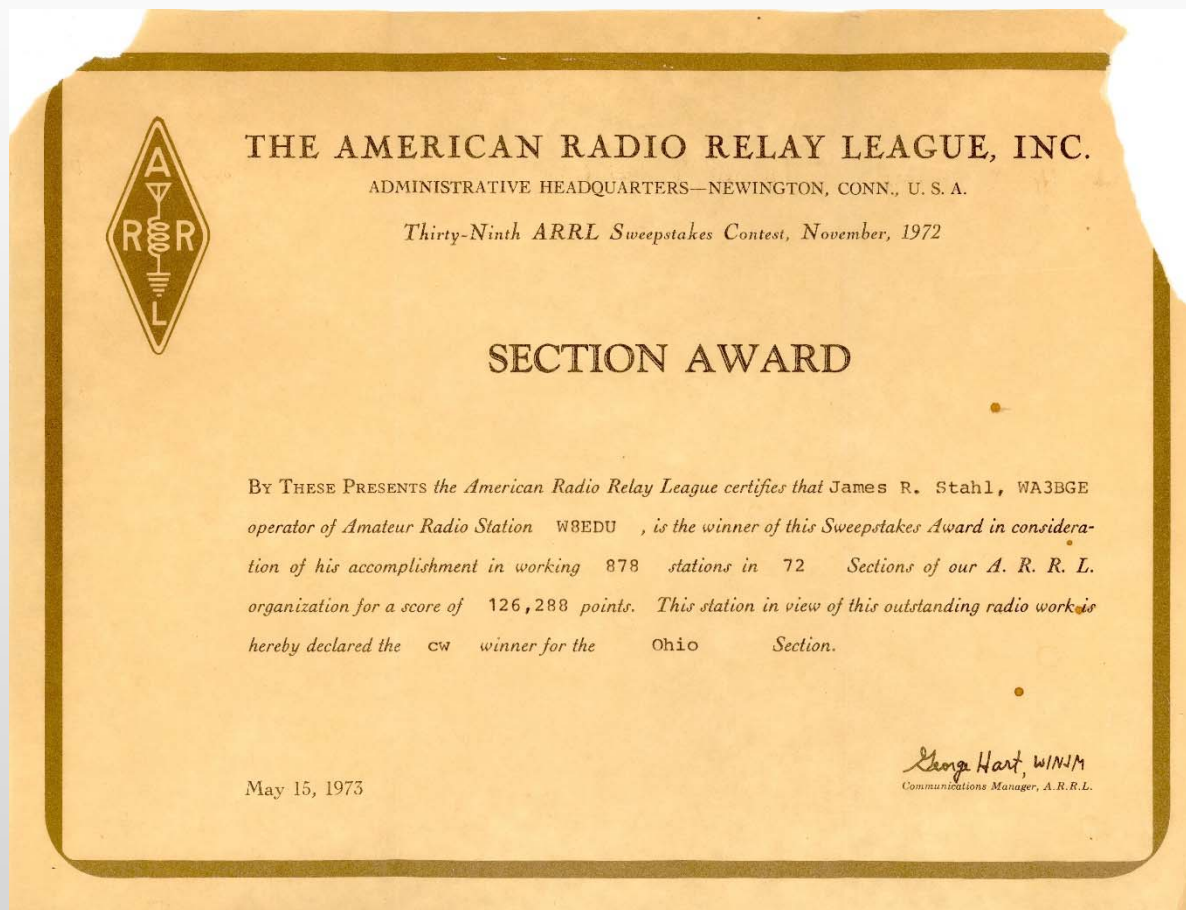 A
R R
L
THE AMERICAN RADIO RELAY LEAGUE, INC.
ADMINISTRATIVE HEADQUARTERS—NEWINGTON, CONN., U. S. A.
Thirty-Ninth ARRL Sweepstakes Contest, November, 1972
SECTION AWARD
BY THESE PRESENTS the American Radio Relay League certifies that James R. Stahl, WA3BGE
operator of Amateur Radio Station W8EDU , is the winner of this Sweepstakes Award in considera-
tion of his accomplishment in working 878 stations in 72 Sections of our A. R. R. L.
organization for a score of 126,288 points. This station in view of this outstanding radio work is
hereby declared the cw winner for the Ohio Section.
George Hart, W1NJM
May 15, 1973
Communications Manager, A.R.R.L.